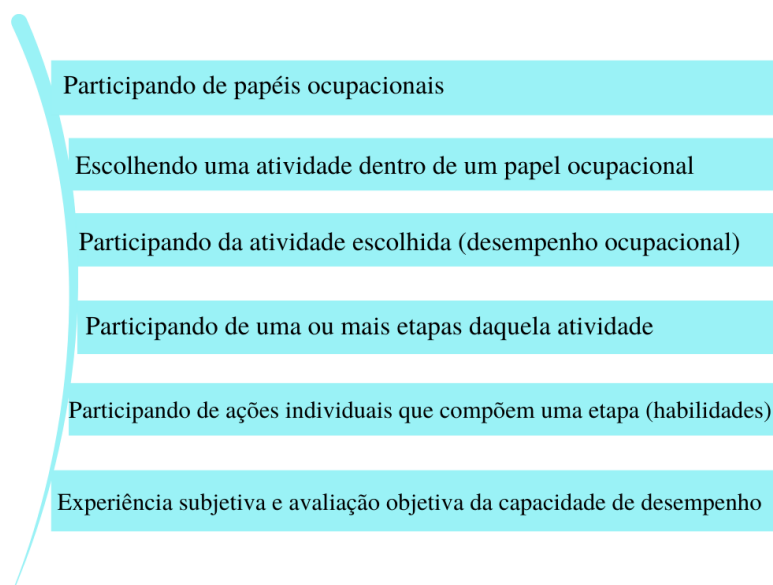 Participando de papéis ocupacionais
Escolhendo uma atividade dentro de um papel ocupacional
Participando da atividade escolhida (desempenho ocupacional)
Participando de uma ou mais etapas daquela atividade
Participando de ações individuais que compõem uma etapa (habilidades)
Experiência subjetiva e avaliação objetiva da capacidade de desempenho